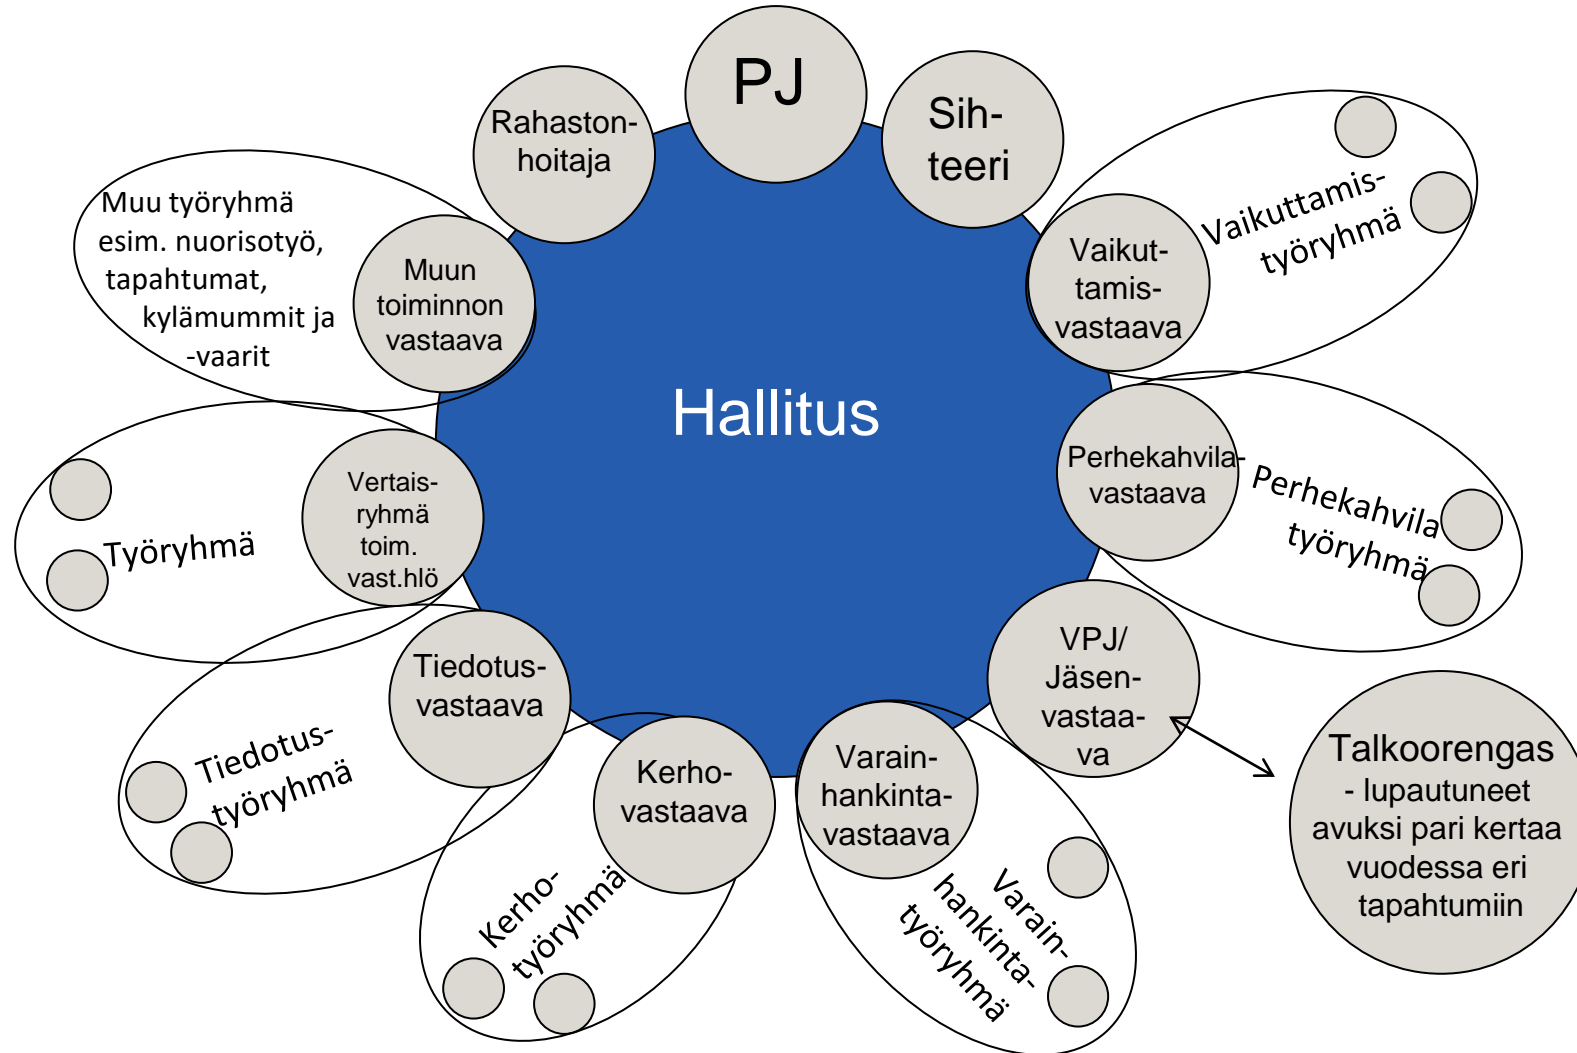 PJ
Sih-
teeri
Rahaston-
hoitaja
Muu työryhmä
esim. nuorisotyö,
tapahtumat,
kylämummit ja
-vaarit
Muun
toiminnon
vastaava
Vaikut-
tamis-
vastaava
Vaikuttamis-
työryhmä
Hallitus
Perhekahvila-
vastaava
Perhekahvila
työryhmä
Vertais-
ryhmä
toim.
vast.hlö
Työryhmä
VPJ/
Jäsen-
vastaa-
va
Talkoorengas
- lupautuneet
avuksi pari kertaa
vuodessa eri
tapahtumiin
Tiedotus-
vastaava
Tiedotus-
työryhmä
Kerho-
vastaava
Kerho-
työryhmä
Varain-
hankinta-
vastaava
Varain-
hankinta-
työryhmä